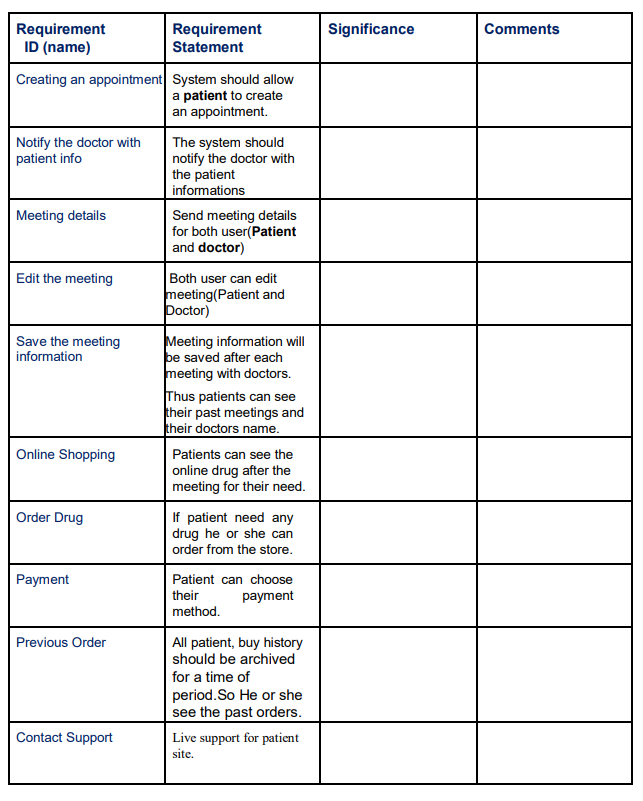 Requirement
ID (name)
Requirement
Statement
Significance
Comments
Creating an appointment
System should allow
a patient to create
an appointment.
Notify the doctor with
patient info
The system should
notify the doctor with
the patient
informations
Meeting details
Send meeting details
for both user(Patient
and doctor)
Edit the meeting
Both user can edit
meeting(Patient and
Doctor)
Save the meeting
information
Meeting information will
be saved after each
meeting with doctors.
Thus patients can see
their past meetings and
their doctors name.
Online Shopping
Patients can see the
online drug after the
meeting for their need.
Order Drug
If patient need any
drug he or she can
order from the store.
Payment
Patient can choose
their payment
method.
Previous Order
All patient, buy history
should be archived
for a time of
period.So He or she
see the past orders.
Contact Support
Live support for patient
site.